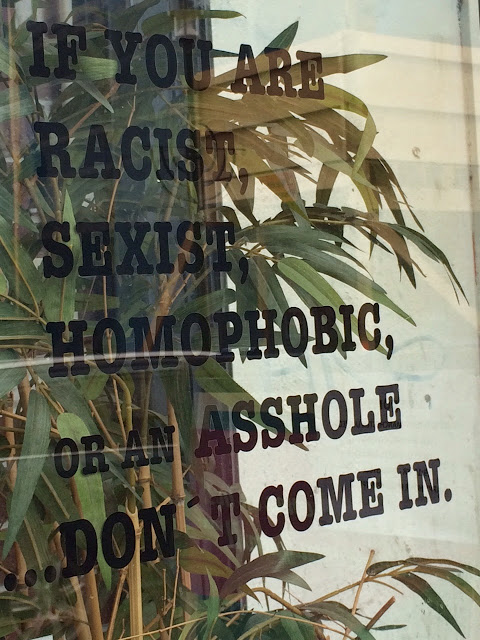 IF YOU ARE
RACIST,
SEXIST,
HOMOPHOBIC,
OR AN ASSHOLE
...DON´T COME IN.